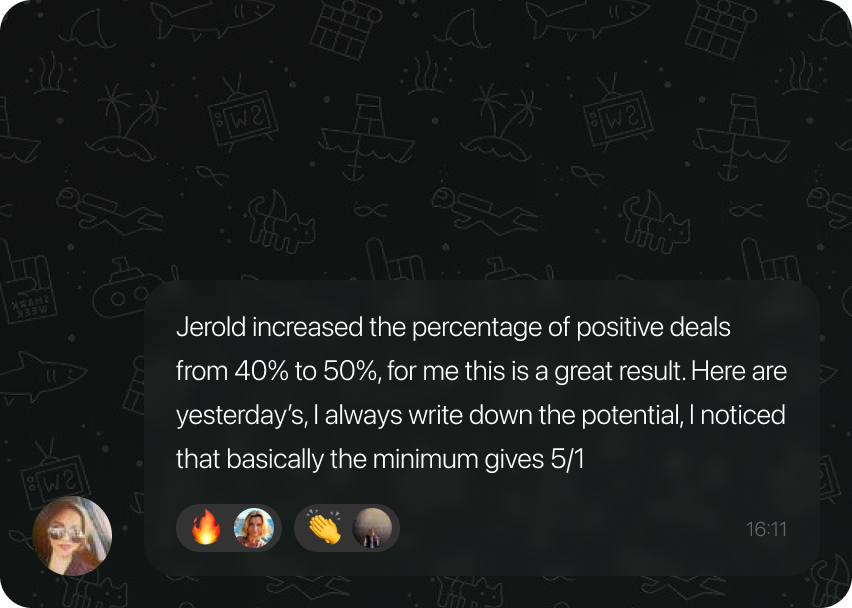 Jerold increased the percentage of positive deals
from 40% to 50%, for me this is a great result. Here are
yesterday's, I always write down the potential, I noticed
that basically the minimum gives 5/1
16:11